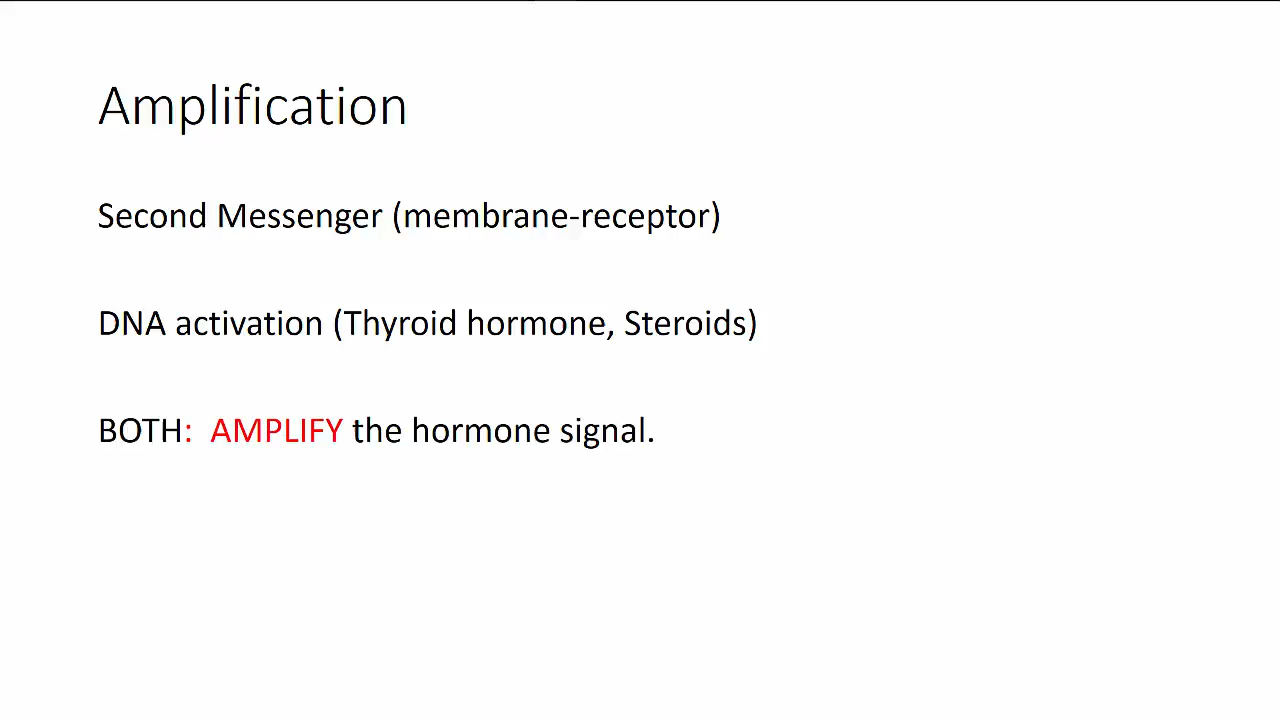 Amplification
Second Messenger (membrane-receptor)
DNA activation (Thyroid hormone, Steroids)
BOTH:  AMPLIFY the hormone signal.